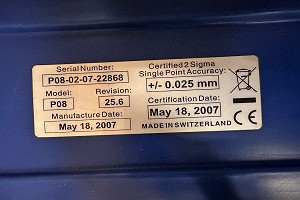 Serial Number:
P08-02-07-22868
Model: Revision:
P08 25.6
Manufacture Date:
May 18, 2007
Certified 2 Sigma
Single Point Accuracy:
+/- 0.025 mm
Certification Date:
May 18, 2007
MADE IN SWITZERLAND CE